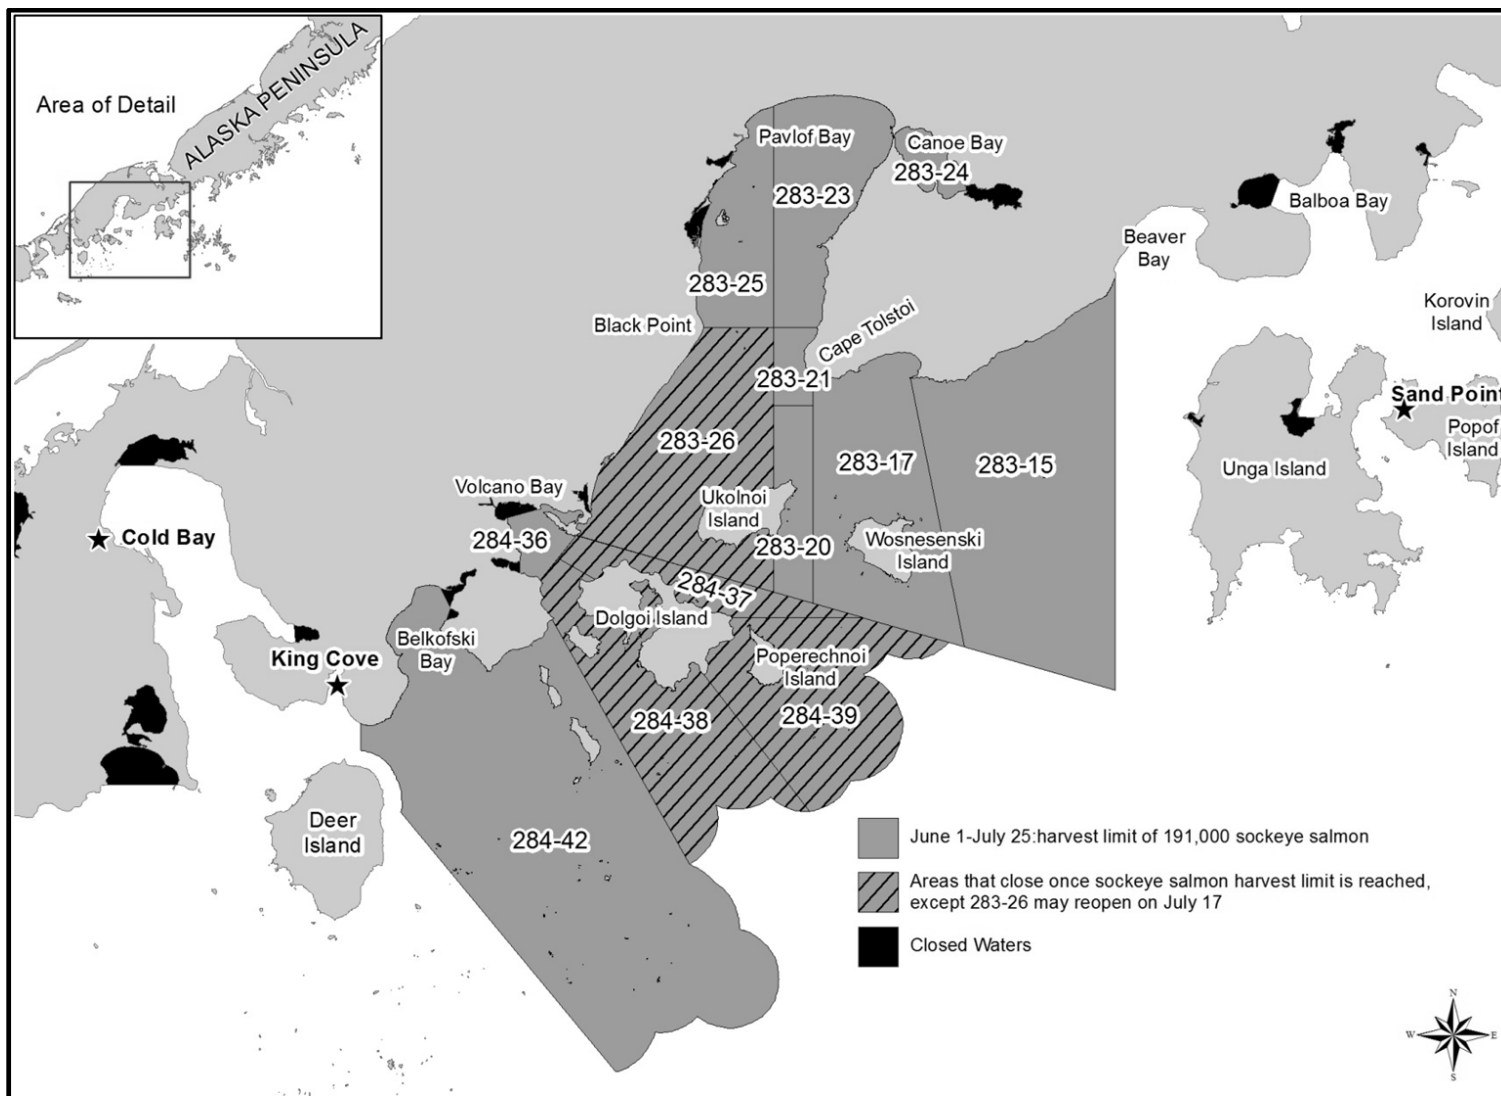 Area of Detail
ALASKA PENINSULA
Pavlof Bay
Canoe Bay
283-24
283-23
Balboa Bay
Beaver
Bay
283-25
Korovin
Island
Black Point
Cape Tolstoi
283-21
Sand Point
Popof
Island
283-26
283-17
283-15
Unga Island
Volcano Bay
Ukolnoi
Island
Cold Bay
284-36
283-20
Wosnesenski
Island
284-37
Dolgoi Island
Belkofski
Bay
King Cove
Poperechnoi
Island
284-38
284-39
Deer
Island
284-42
June 1-July 25:harvest limit of 191,000 sockeye salmon
Areas that close once sockeye salmon harvest limit is reached,
except 283-26 may reopen on July 17
Closed Waters
N
W
E
S